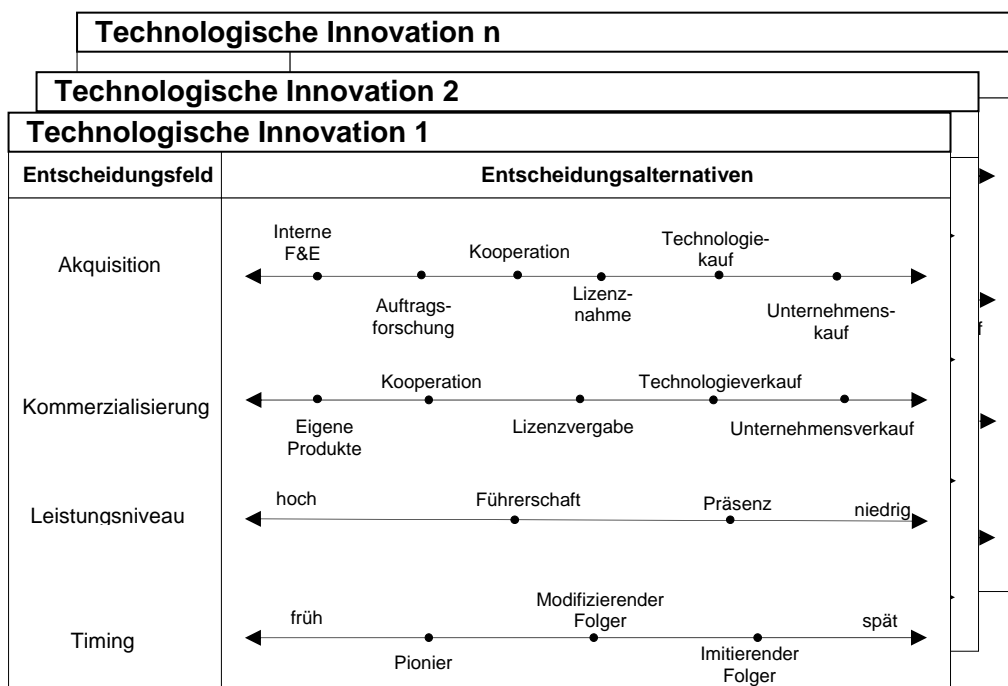 Technologische Innovation n
Technologische Innovation 2
Technologische Innovation 1
Entscheidungsfeld
Entscheidungsalternativen
Akquisition
Interne
F&E
Auftrags-
forschung
Kooperation
Lizenz-
nahme
Technologie-
kauf
Unternehmens-
kauf
f
Kommerzialisierung
Eigene
Produkte
Kooperation
Lizenzvergabe
Technologieverkauf
Unternehmensverkauf
Leistungsniveau
hoch
Führerschaft
Präsenz
niedrig
Timing
früh
Pionier
Modifizierender
Folger
Imitierender
Folger
spät